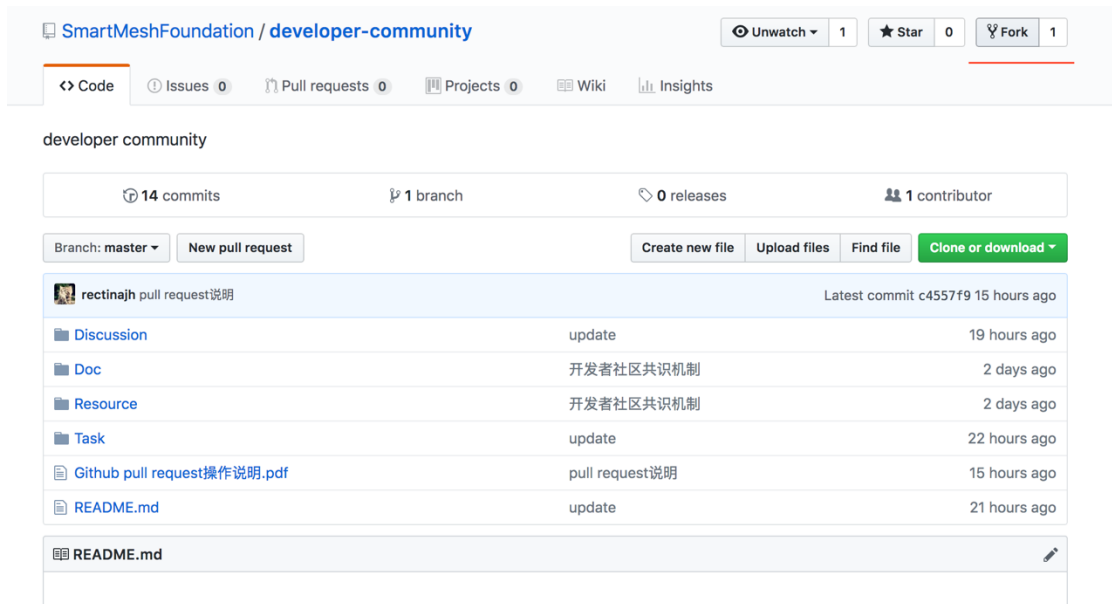 SmartMeshFoundation / developer-community
Unwatch 1 Star 0 Fork 1
Code Issues 0 Pull requests 0 Projects 0 Wiki Insights
developer community
14 commits 1 branch 0 releases 1 contributor
Branch: master New pull request Create new file Upload files Find file Clone or download
rectinajh pull request说明 Latest commit c4557f9 15 hours ago
Discussion update 19 hours ago
Doc 开发者社区共识机制 2 days ago
Resource 开发者社区共识机制 2 days ago
Task update 22 hours ago
Github pull request操作说明.pdf pull request说明 15 hours ago
README.md update 21 hours ago
README.md